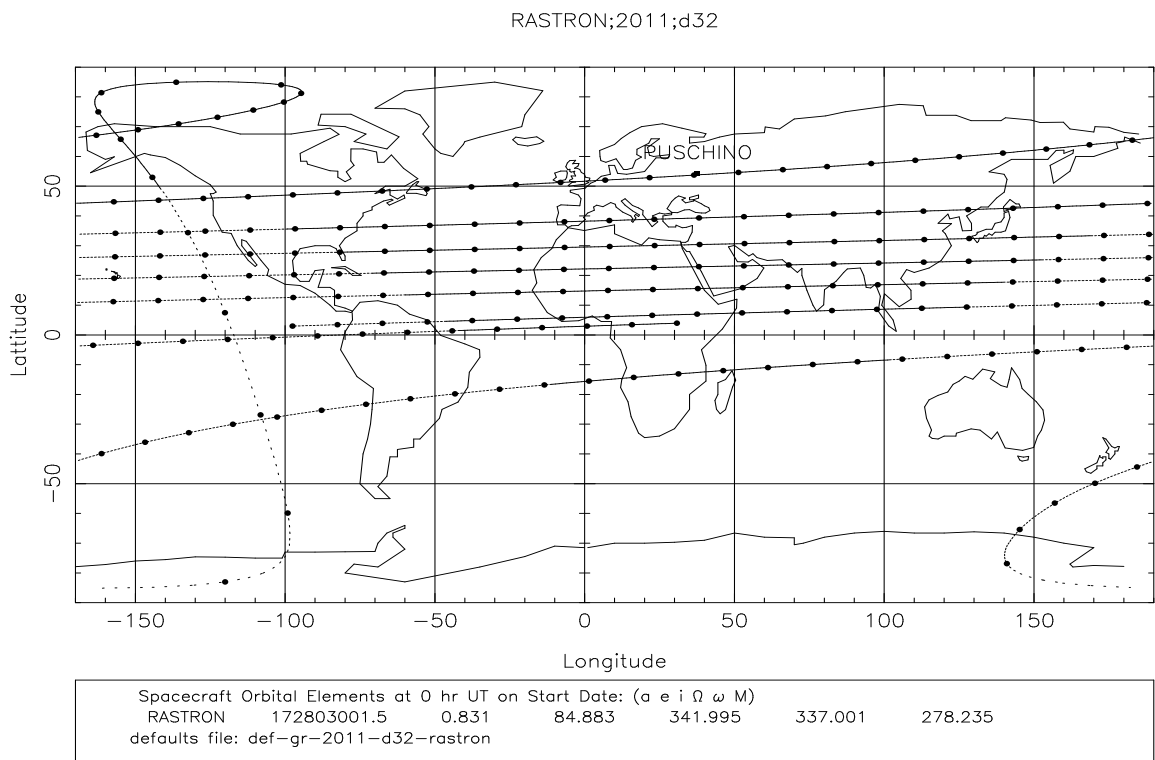 RASTRON;2011;d32
PUSCHINO
50
0
−50
Lattitude
−150 −100 −50 0 50 100 150
Longitude
Spacecraft Orbital Elements at 0 hr UT on Start Date: (a e i Ω ω M)
RASTRON 172803001.5 0.831 84.883 341.995 337.001 278.235
defaults file: def−gr−2011−d32−rastron